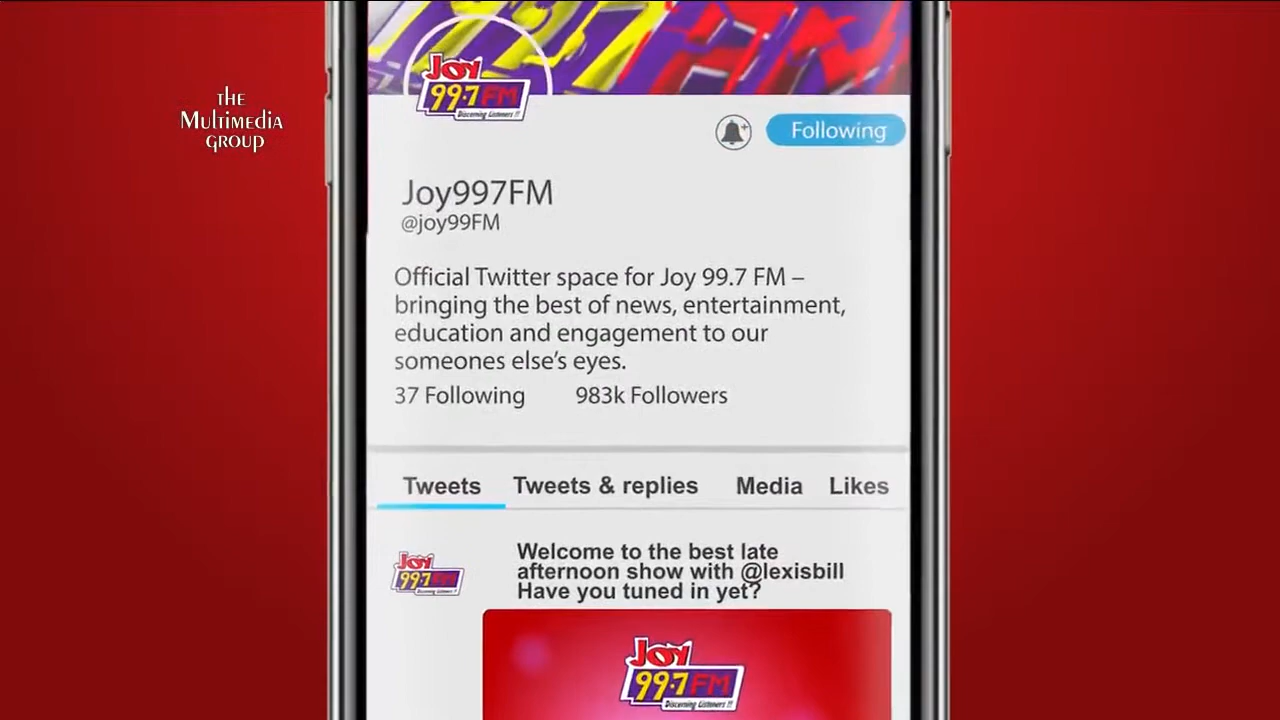 THE
MULTIMEDIA
GROUP
JOY
99.7 FM
Discerning Listeners !!
Following
Joy997FM
@joy99FM
Official Twitter space for Joy 99.7 FM –
bringing the best of news, entertainment,
education and engagement to our
someones else's eyes.
37 Following 983k Followers
Tweets Tweets & replies Media Likes
JOY
99.7 FM
Discerning Listeners !!
Welcome to the best late
afternoon show with @lexisbill
Have you tuned in yet?
JOY
99.7 FM
Discerning Listeners !!